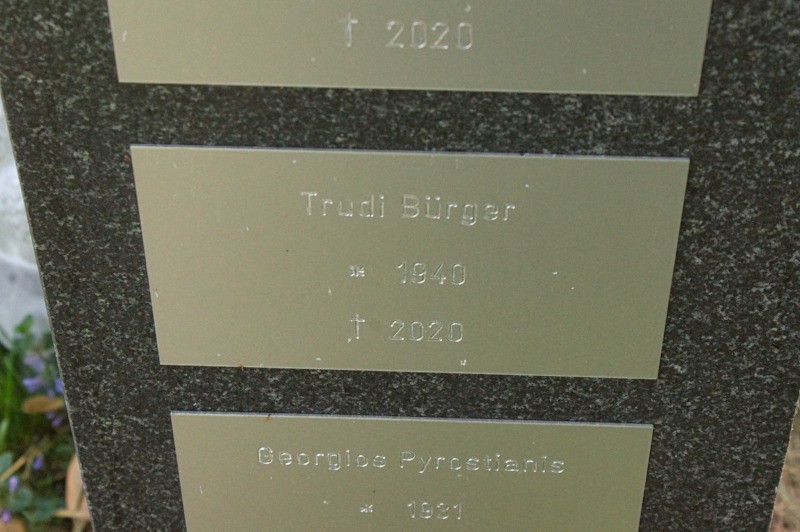 † 2020
Trudi Bürger
* 1940
† 2020
Georgios Pyrostianis
* 1931